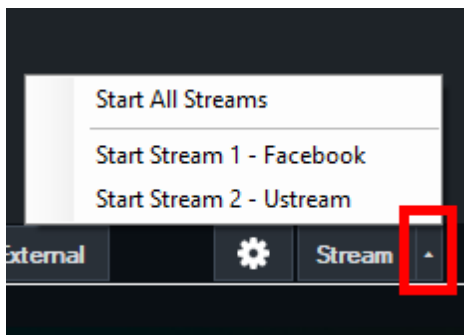 Start All Streams
Start Stream 1 - Facebook
Start Stream 2 - Ustream
External Stream